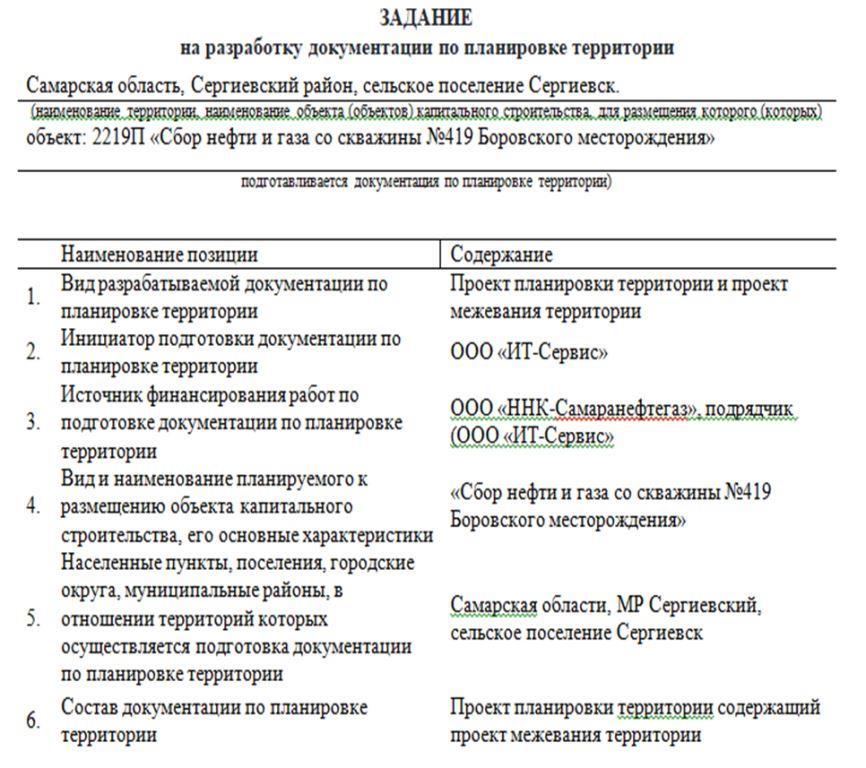 ЗАДАНИЕ
на разработку документации по планировке территории
Самарская область, Сергиевский район, сельское поселение Сергиевск.
(наименование территории, наименование объекта (объектов) капитального строительства, для размещения которого (которых)
объект: 2219П «Сбор нефти и газа со скважины №419 Боровского месторождения»
подготавливается документация по планировке территории)
Наименование позиции
Содержание
1.
Вид разрабатываемой документации по
планировке территории
Проект планировки территории и проект
межевания территории
2.
Инициатор подготовки документации по
планировке территории
ООО «ИТ-Сервис»
3.
Источник финансирования работ по
подготовке документации по планировке
территории
ООО «ННК-Самаранефтегаз», подрядчик
(ООО «ИТ-Сервис»
4.
Вид и наименование планируемого к
размещению объекта капитального
строительства, его основные характеристики
«Сбор нефти и газа со скважины №419
Боровского месторождения»
5.
Населенные пункты, поселения, городские
округа, муниципальные районы, в
отношении территорий которых
осуществляется подготовка документации
по планировке территории
Самарская области, МР Сергиевский,
сельское поселение Сергиевск
6.
Состав документации по планировке
территории
Проект планировки территории содержащий
проект межевания территории